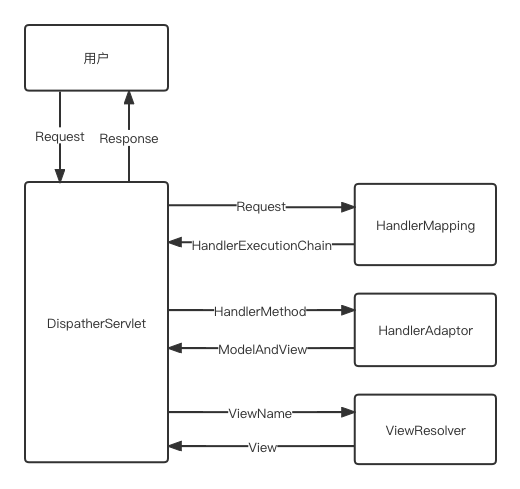 用户
Request
Response
Request
HandlerMapping
HandlerExecutionChain
DispatherServlet
HandlerMethod
HandlerAdaptor
ModelAndView
ViewName
ViewResolver
View